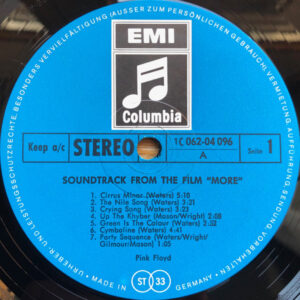 EMI
Columbia
Keep a/c STEREO 1C 062-04 096 A Seite 1
SOUNDTRACK FROM THE FILM "MORE"
1. Cirrus Minor (Waters) 5:10
2. The Nile Song (Waters) 3:21
3. Crying Song (Waters) 3:23
4. Up The Khyber (Mason/Wright) 2:08
5. Green Is The Colour (Waters) 2:52
6. Cymbaline (Waters) 4:41
7. Party Sequence (Waters/Wright/
Gilmour/Mason) 1:05
Pink Floyd
ST 33
URHEBER- UND LEISTUNGSSCHUTZRECHTE, BESONDERS VERVIELFÄLTIGUNG (AUSSER ZUM PERSÖNLICHEN GEBRAUCH), VERMIETUNG, AUFFÜHRUNG, SENDUNG VORBEHALTEN
MADE IN GERMANY